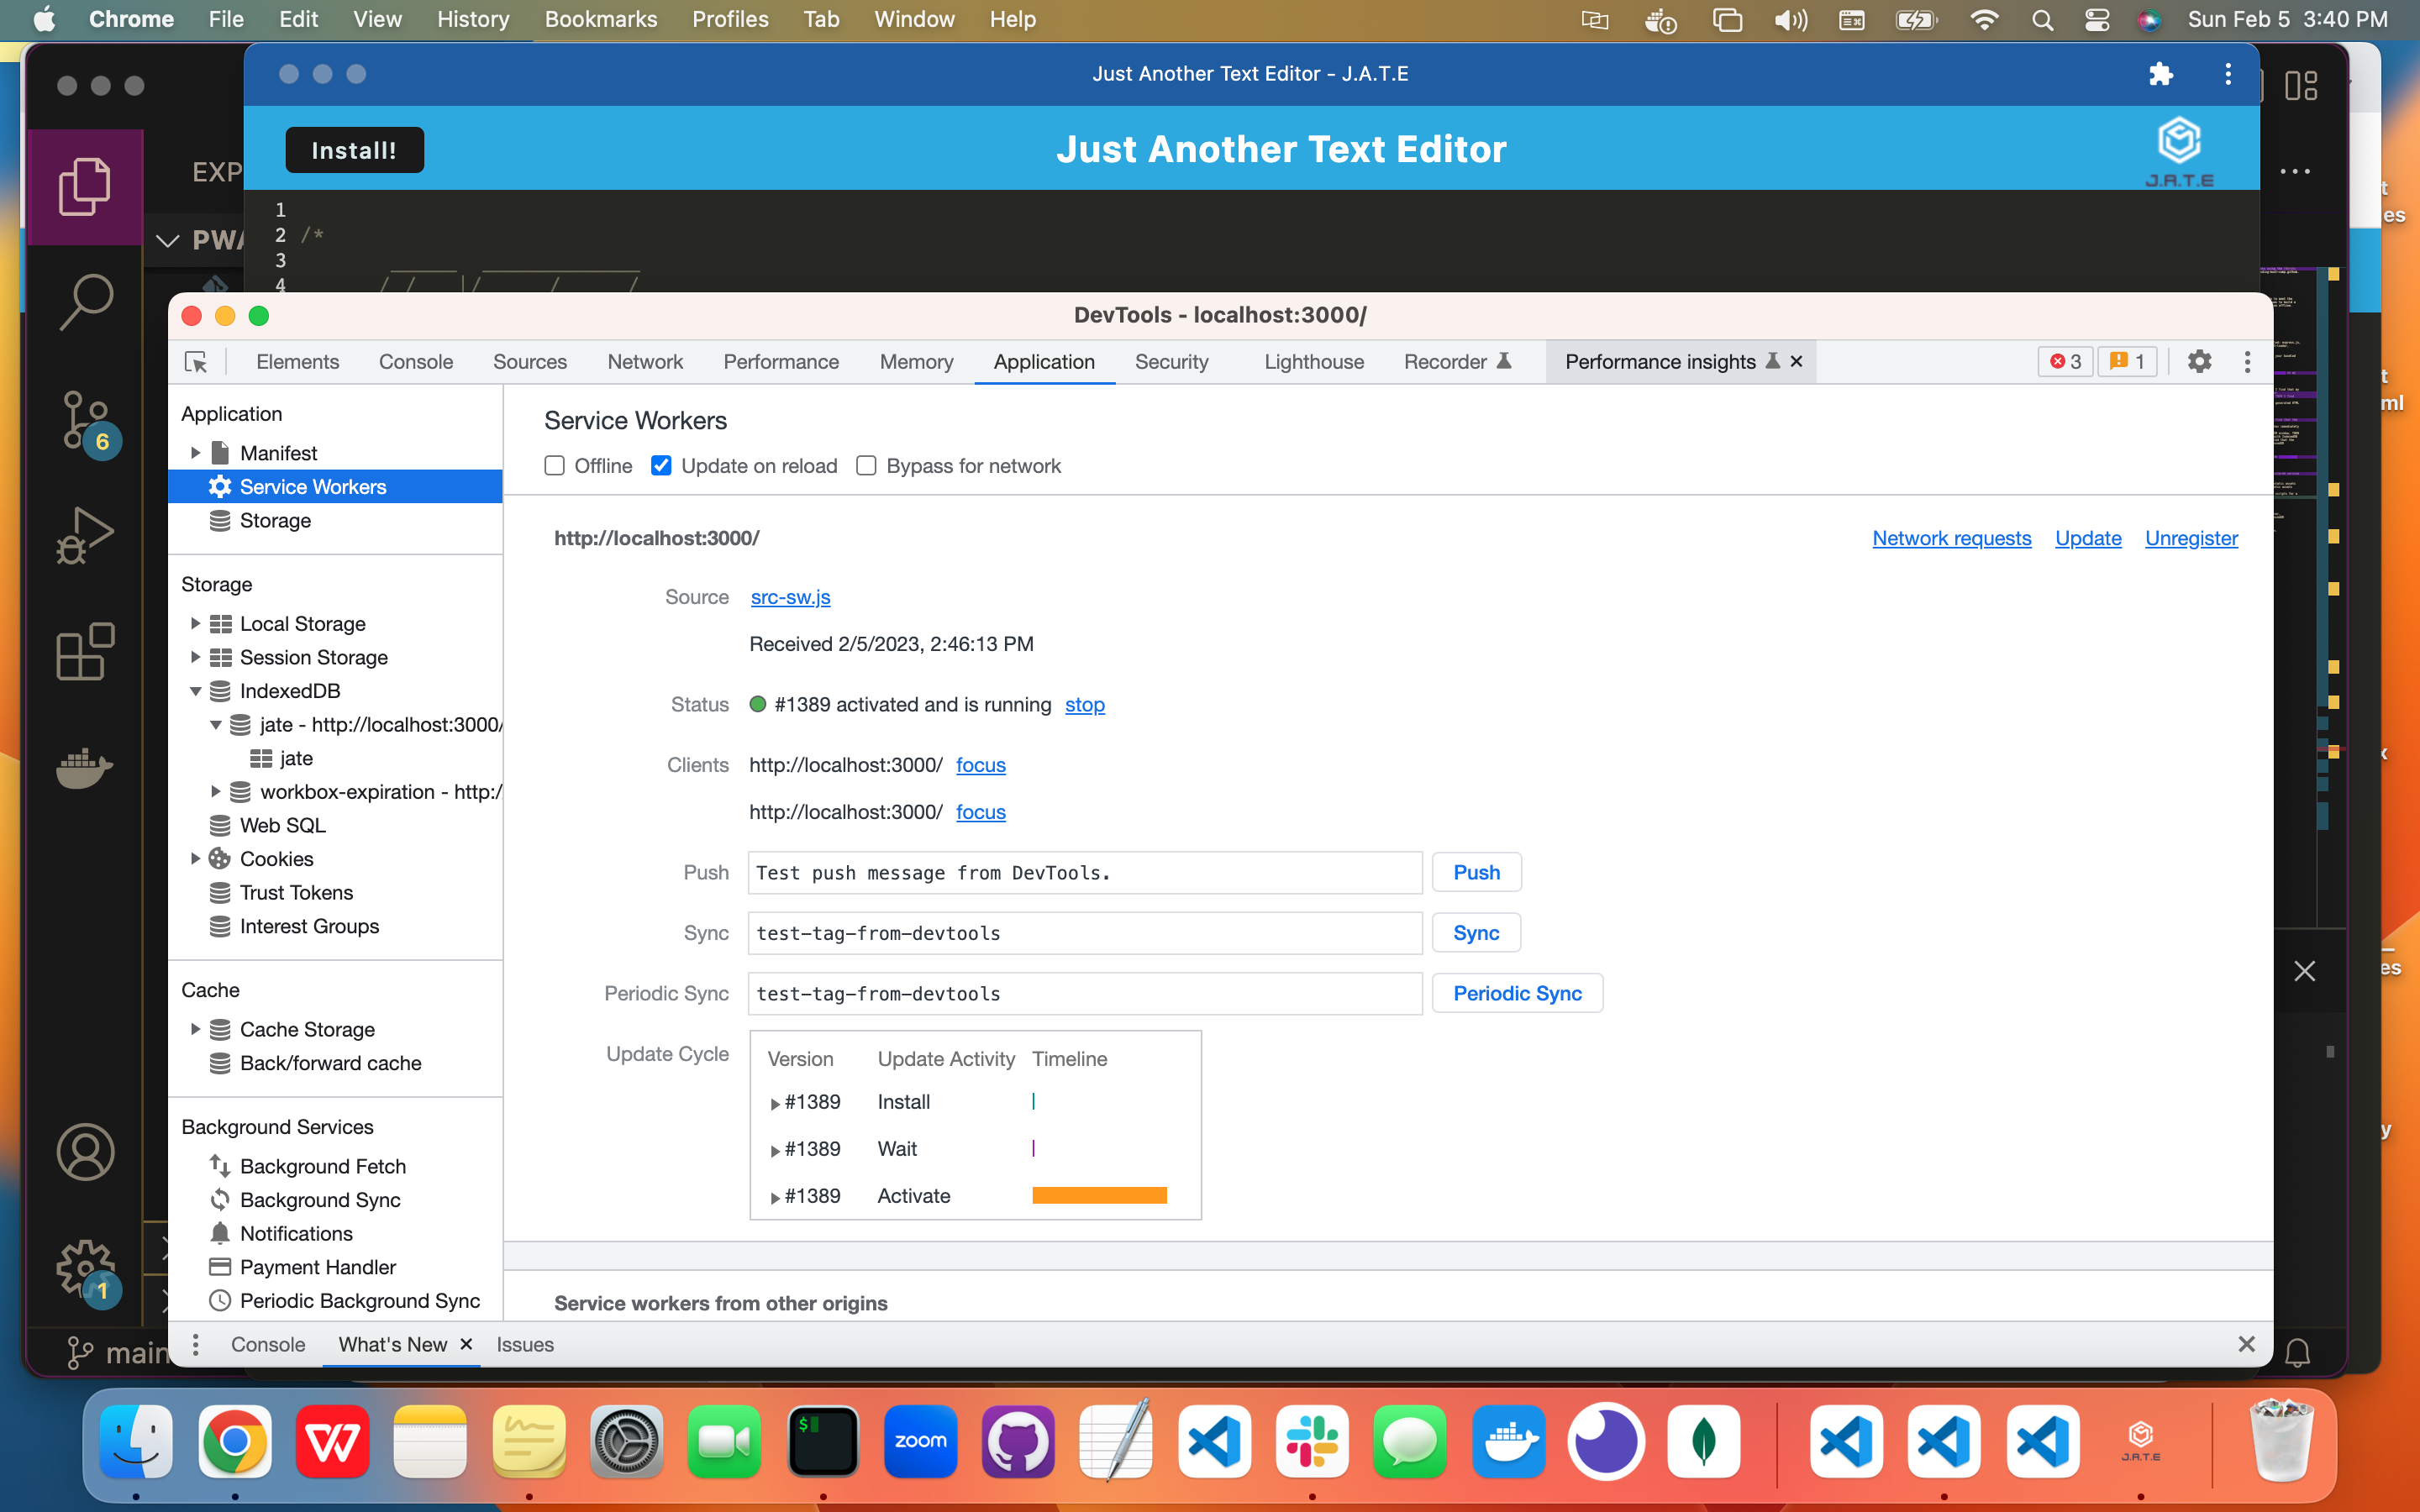 Chrome File Edit View History Bookmarks Profiles Tab Window Help Sun Feb 5 3:40 PM
Just Another Text Editor - J.A.T.E
Install! Just Another Text Editor J.A.T.E
EXP
PWA
1
2 /*
3
4
DevTools - localhost:3000/
Elements Console Sources Network Performance Memory Application Security Lighthouse Recorder Performance insights 3 1
Application
Manifest
Service Workers
Storage
Storage
Local Storage
Session Storage
IndexedDB
jate - http://localhost:3000/
jate
workbox-expiration - http:/
Web SQL
Cookies
Trust Tokens
Interest Groups
Cache
Cache Storage
Back/forward cache
Background Services
Background Fetch
Background Sync
Notifications
Payment Handler
Periodic Background Sync
Service Workers
Offline Update on reload Bypass for network
http://localhost:3000/ Network requests Update Unregister
Source src-sw.js
Received 2/5/2023, 2:46:13 PM
Status #1389 activated and is running stop
Clients http://localhost:3000/ focus
http://localhost:3000/ focus
Push Test push message from DevTools. Push
Sync test-tag-from-devtools Sync
Periodic Sync test-tag-from-devtools Periodic Sync
Update Cycle Version Update Activity Timeline
#1389 Install
#1389 Wait
#1389 Activate
Service workers from other origins
Console What's New Issues
6
1
main
t
es
t
ml
x
es
y
$
zoom
J.A.T.E